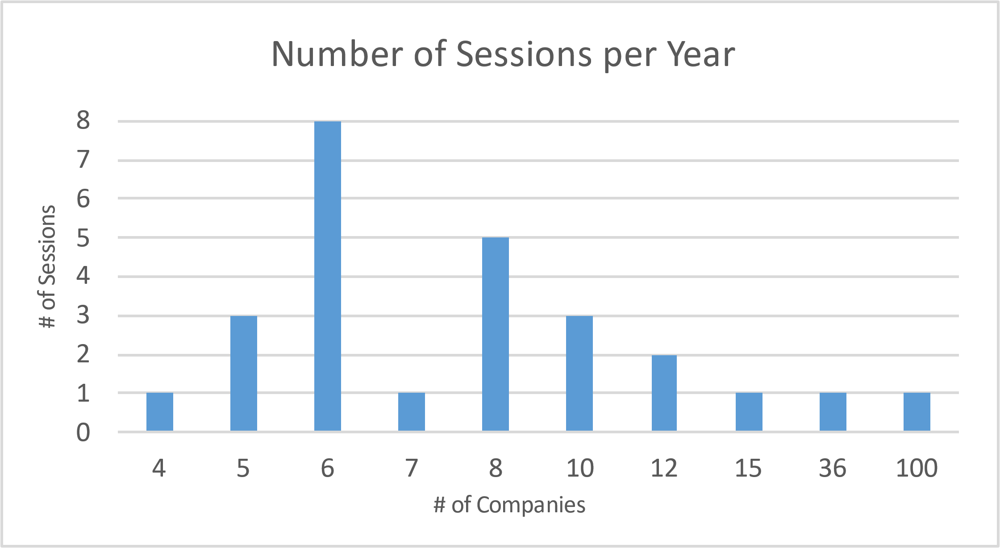 Number of Sessions per Year
8
7
6
5
4
3
2
1
0
# of Sessions
4 5 6 7 8 10 12 15 36 100
# of Companies